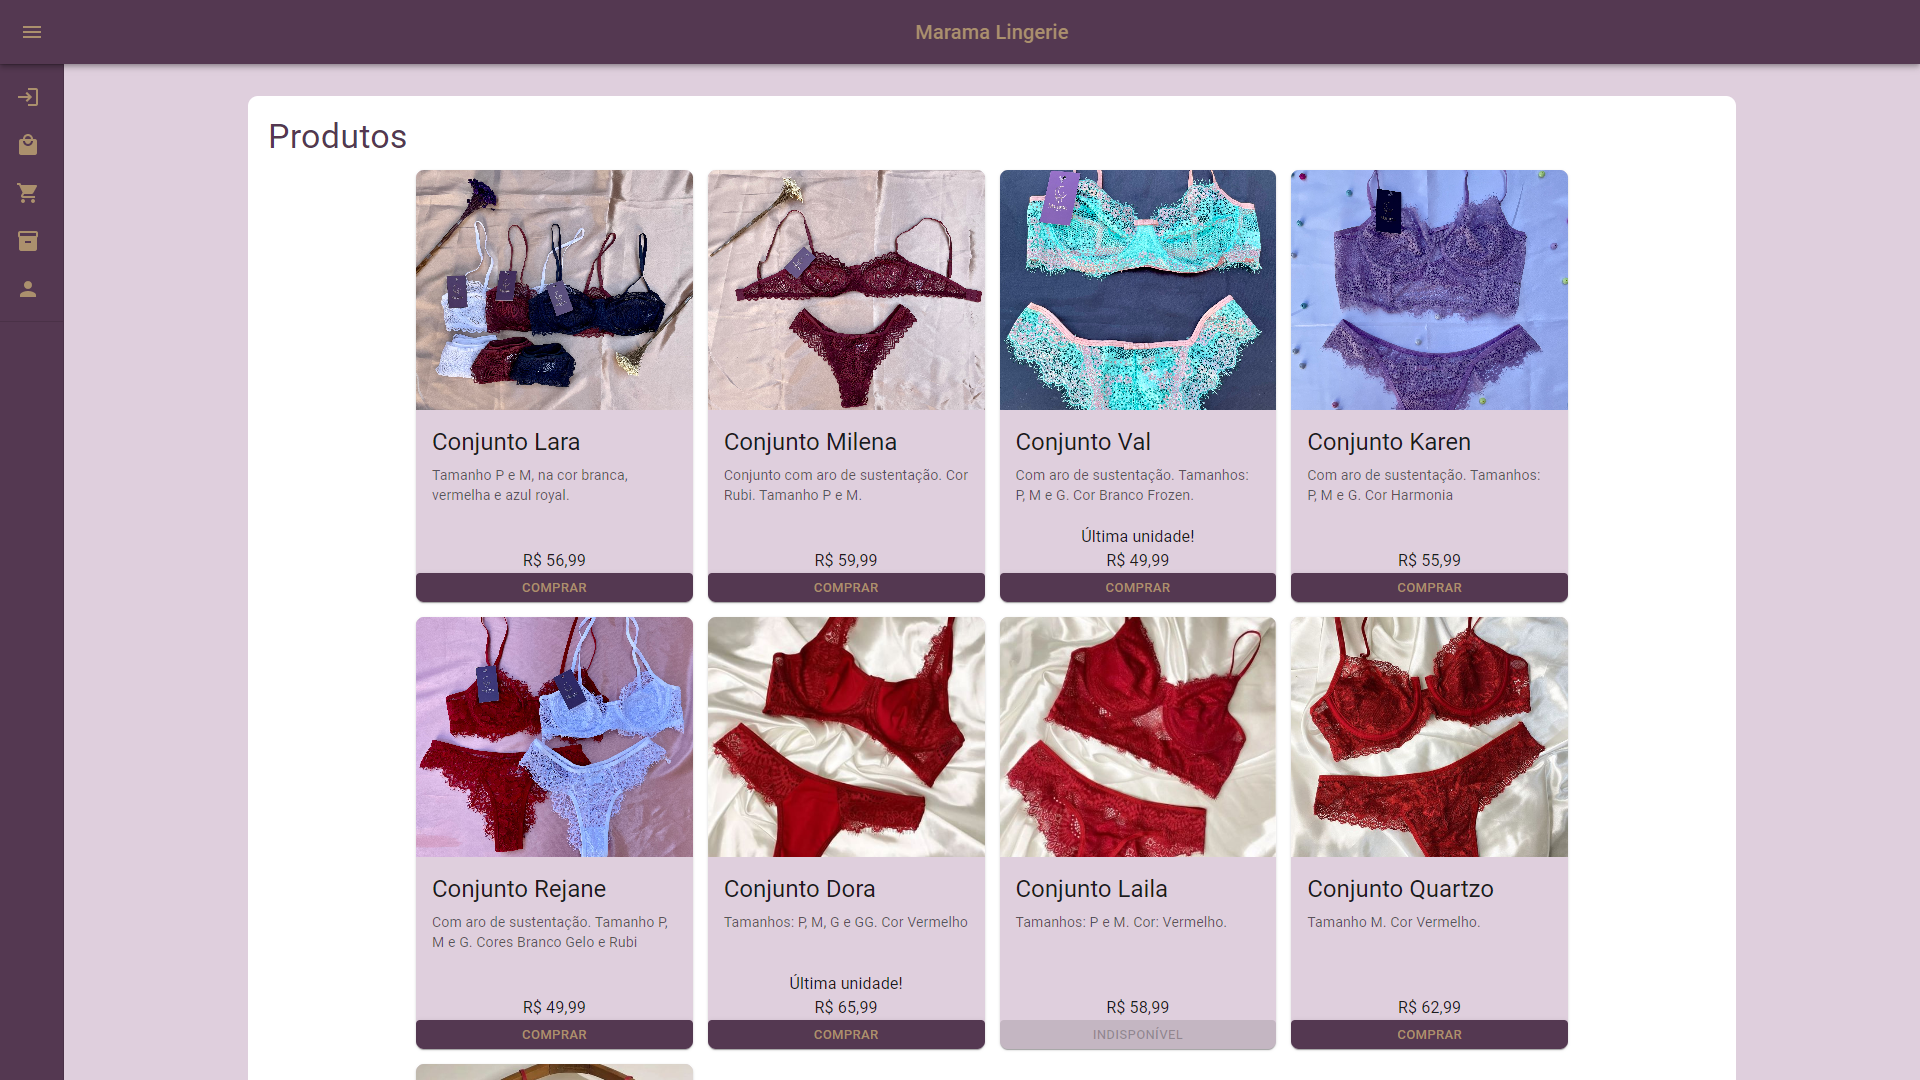 Marama Lingerie
Produtos
Conjunto Lara
Tamanho P e M, na cor branca,
vermelha e azul royal.
R$ 56,99
COMPRAR
Conjunto Milena
Conjunto com aro de sustentação. Cor
Rubi. Tamanho P e M.
R$ 59,99
COMPRAR
Conjunto Val
Com aro de sustentação. Tamanhos:
P, M e G. Cor Branco Frozen.
Última unidade!
R$ 49,99
COMPRAR
Conjunto Karen
Com aro de sustentação. Tamanhos:
P, M e G. Cor Harmonia
R$ 55,99
COMPRAR
Conjunto Rejane
Com aro de sustentação. Tamanho P,
M e G. Cores Branco Gelo e Rubi
R$ 49,99
COMPRAR
Conjunto Dora
Tamanhos: P, M, G e GG. Cor Vermelho
Última unidade!
R$ 65,99
COMPRAR
Conjunto Laila
Tamanhos: P e M. Cor: Vermelho.
R$ 58,99
INDISPONÍVEL
Conjunto Quartzo
Tamanho M. Cor Vermelho.
R$ 62,99
COMPRAR